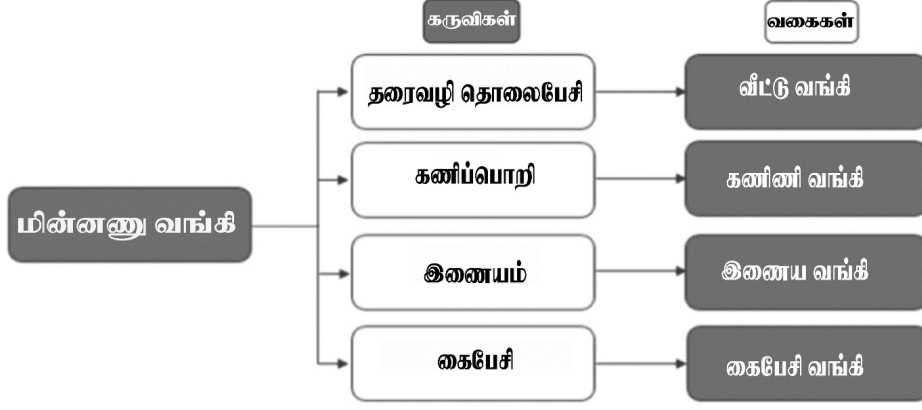 கருவிகள்
வகைகள்
தரைவழி தொலைபேசி
வீட்டு வங்கி
கணிப்பொறி
கணிணி வங்கி
மின்னணு வங்கி
இணையம்
இணைய வங்கி
கைபேசி
கைபேசி வங்கி